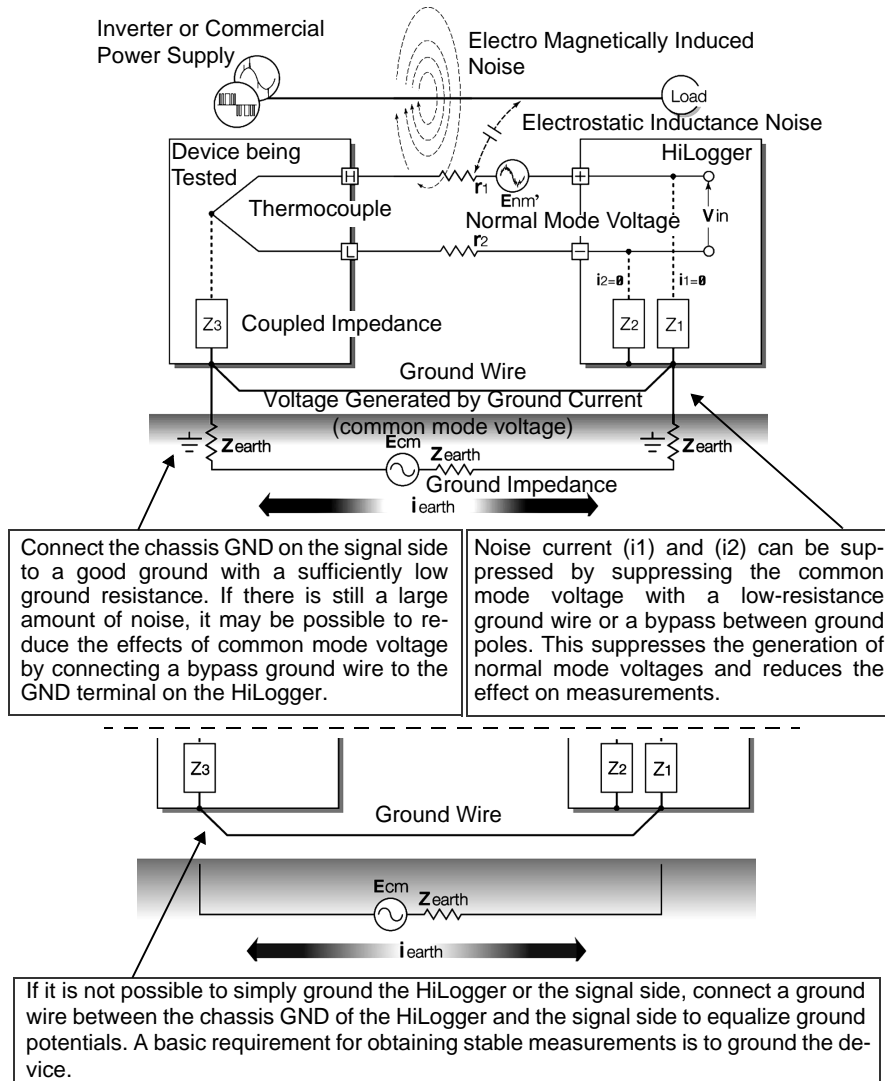 Inverter or Commercial
Power Supply
Electro Magnetically Induced
Noise
Load
Electrostatic Inductance Noise
Device being
Tested
HiLogger
H
r1
Enm'
+
Thermocouple
Normal Mode Voltage
Vin
L
r2
−
i2=0
i1=0
Z3
Coupled Impedance
Z2
Z1
Ground Wire
Voltage Generated by Ground Current
(common mode voltage)
Zearth
Ecm
Zearth
Zearth
Ground Impedance
iearth
Connect the chassis GND on the signal side
to a good ground with a sufficiently low
ground resistance. If there is still a large
amount of noise, it may be possible to re-
duce the effects of common mode voltage
by connecting a bypass ground wire to the
GND terminal on the HiLogger.
Noise current (i1) and (i2) can be sup-
pressed by suppressing the common
mode voltage with a low-resistance
ground wire or a bypass between ground
poles. This suppresses the generation of
normal mode voltages and reduces the
effect on measurements.
Z3
Z2
Z1
Ground Wire
Ecm
Zearth
iearth
If it is not possible to simply ground the HiLogger or the signal side, connect a ground
wire between the chassis GND of the HiLogger and the signal side to equalize ground
potentials. A basic requirement for obtaining stable measurements is to ground the de-
vice.